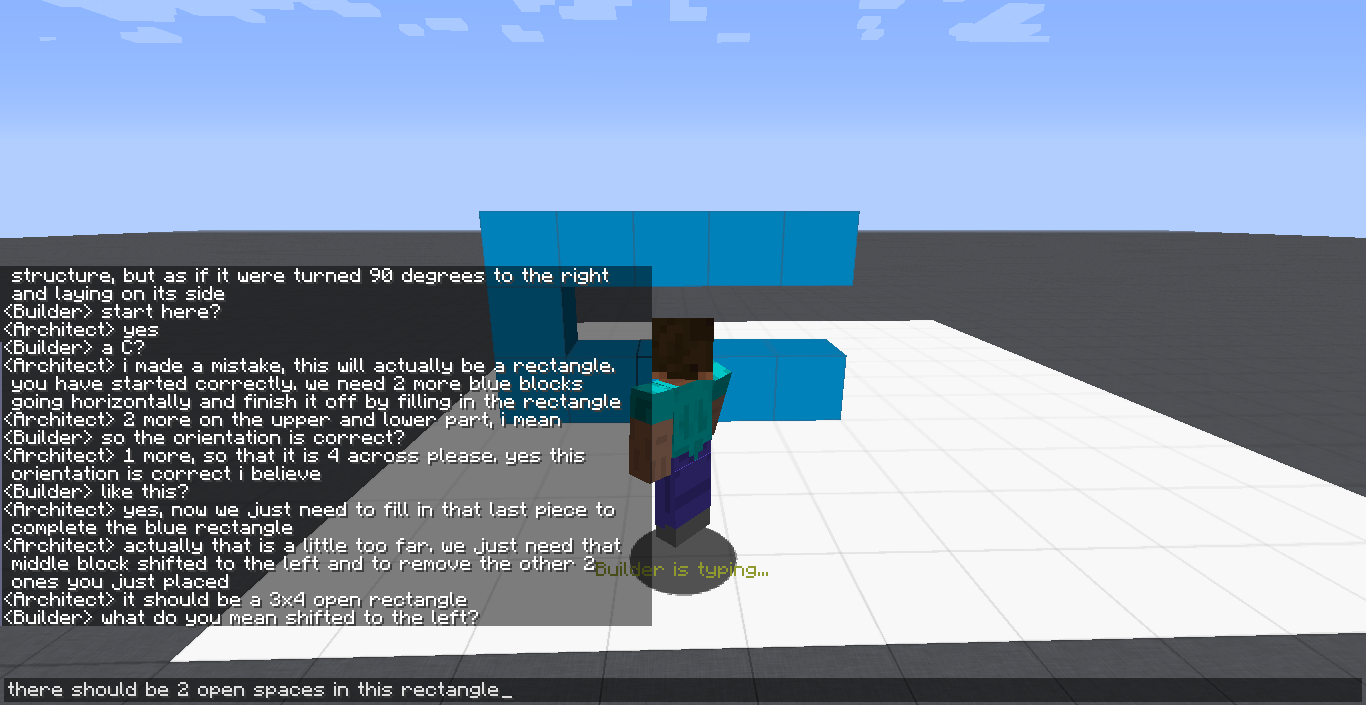 structure, but as if it were turned 90 degrees to the right
and laying on its side
<Builder> start here?
<Architect> yes
<Builder> a C?
<Architect> i made a mistake, this will actually be a rectangle.
you have started correctly. we need 2 more blue blocks
going horizontally and finish it off by filling in the rectangle
<Architect> 2 more on the upper and lower part, i mean
<Builder> so the orientation is correct?
<Architect> 1 more, so that it is 4 across please. yes this
orientation is correct i believe
<Builder> like this?
<Architect> yes, now we just need to fill in that last piece to
complete the blue rectangle
<Architect> actually that is a little too far. we just need that
middle block shifted to the left and to remove the other 2
ones you just placed
<Architect> it should be a 3x4 open rectangle
<Builder> what do you mean shifted to the left?
Builder is typing...
there should be 2 open spaces in this rectangle_